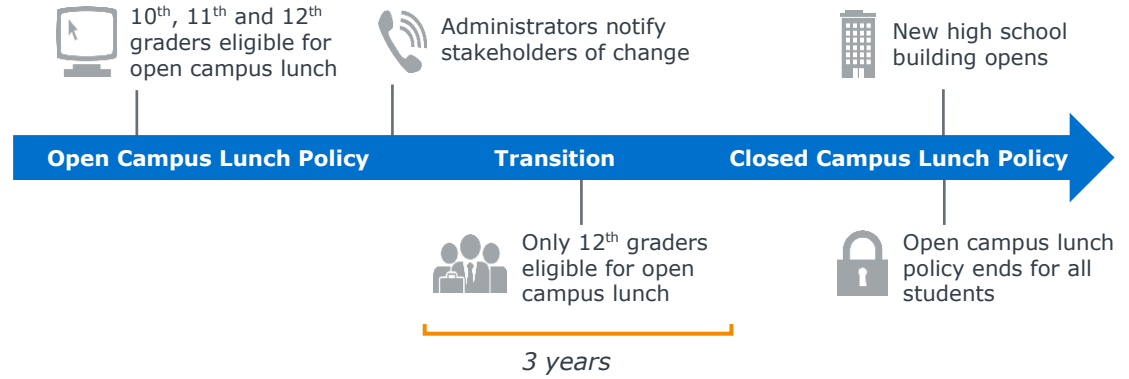 10th, 11th and 12th
graders eligible for
open campus lunch
Administrators notify
stakeholders of change
New high school
building opens
Open Campus Lunch Policy
Transition
Closed Campus Lunch Policy
Only 12th graders
eligible for open
campus lunch
Open campus lunch
policy ends for all
students
3 years